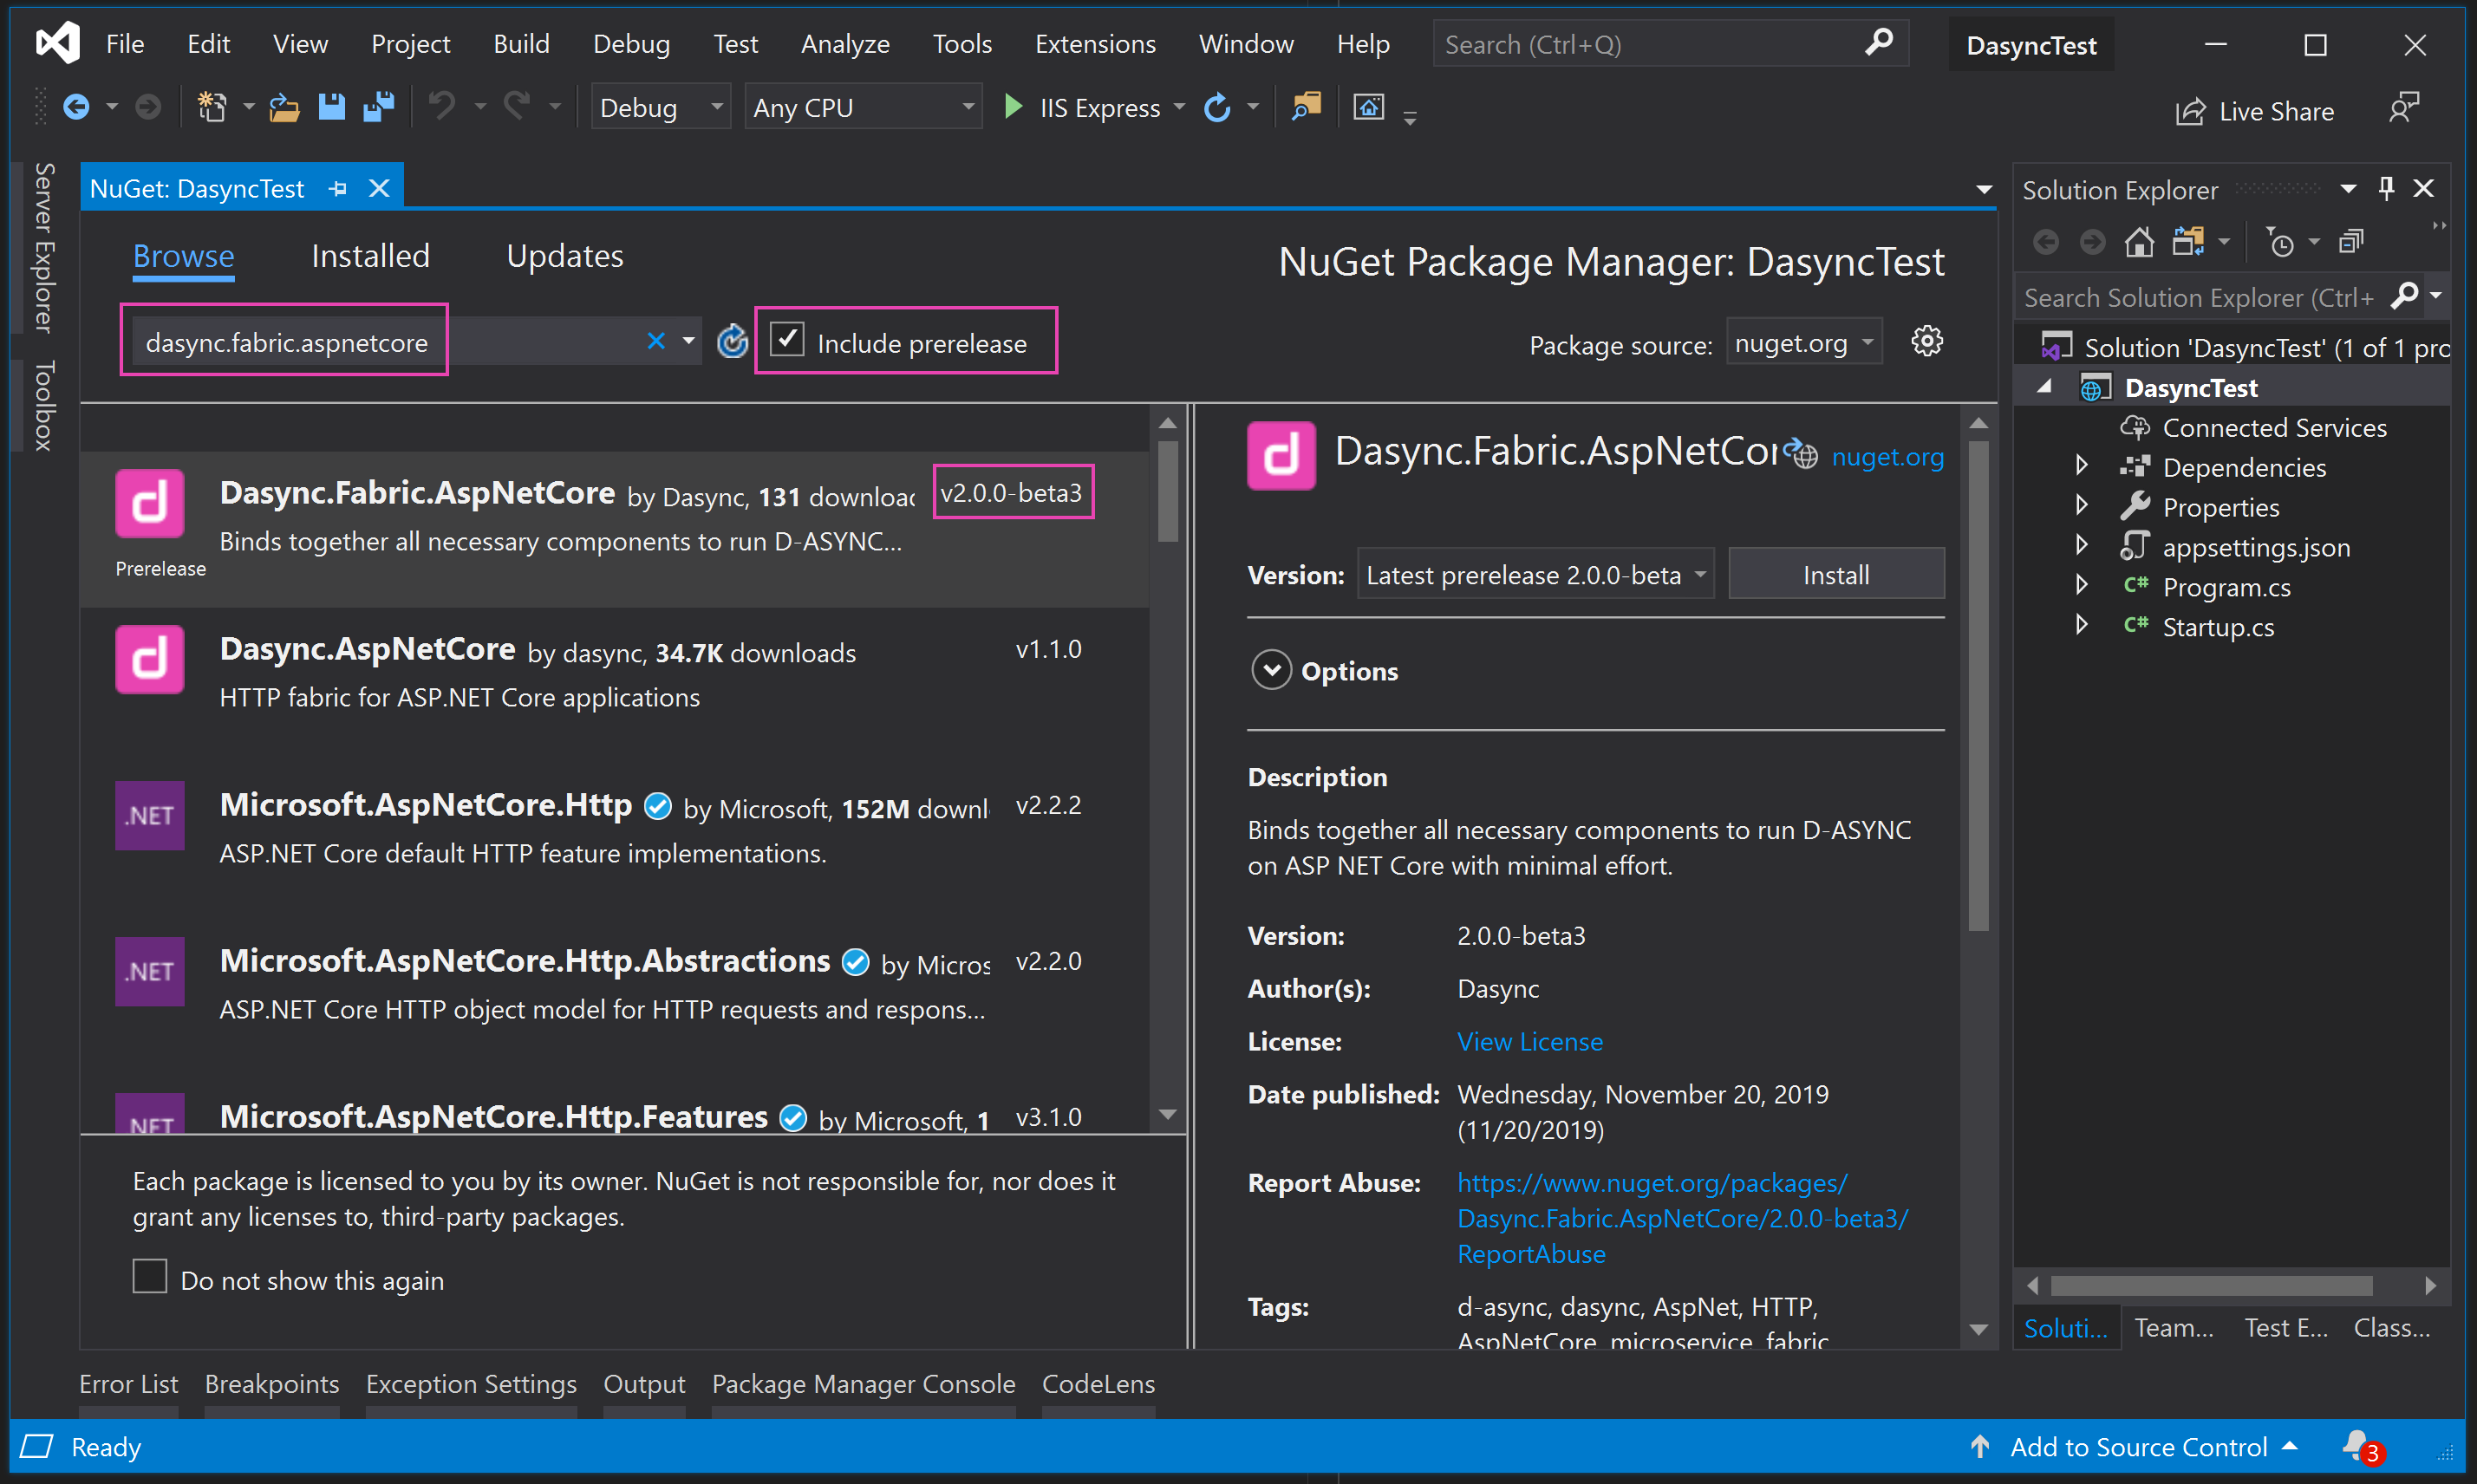 File Edit View Project Build Debug Test Analyze Tools Extensions Window Help Search (Ctrl+Q) DasyncTest
Debug Any CPU IIS Express Live Share
Server Explorer
Toolbox
NuGet: DasyncTest
Browse Installed Updates
NuGet Package Manager: DasyncTest
dasync.fabric.aspnetcore Include prerelease
Package source: nuget.org
Dasync.Fabric.AspNetCore by Dasync, 131 downloac v2.0.0-beta3
Binds together all necessary components to run D-ASYNC...
Prerelease
Dasync.AspNetCore by dasync, 34.7K downloads v1.1.0
HTTP fabric for ASP.NET Core applications
.NET
Microsoft.AspNetCore.Http by Microsoft, 152M downl v2.2.2
ASP.NET Core default HTTP feature implementations.
.NET
Microsoft.AspNetCore.Http.Abstractions by Micros v2.2.0
ASP.NET Core HTTP object model for HTTP requests and respons...
.NET
Microsoft.AspNetCore.Http.Features by Microsoft, 1 v3.1.0
Each package is licensed to you by its owner. NuGet is not responsible for, nor does it
grant any licenses to, third-party packages.
Do not show this again
Dasync.Fabric.AspNetCor nuget.org
Version: Latest prerelease 2.0.0-beta Install
Options
Description
Binds together all necessary components to run D-ASYNC
on ASP NET Core with minimal effort.
Version: 2.0.0-beta3
Author(s): Dasync
License: View License
Date published: Wednesday, November 20, 2019
(11/20/2019)
Report Abuse: https://www.nuget.org/packages/
Dasync.Fabric.AspNetCore/2.0.0-beta3/
ReportAbuse
Tags: d-async, dasync, AspNet, HTTP,
AspNetCore, microservice, fabric
Solution Explorer
Search Solution Explorer (Ctrl+
Solution 'DasyncTest' (1 of 1 pro
DasyncTest
Connected Services
Dependencies
Properties
appsettings.json
C# Program.cs
C# Startup.cs
Soluti... Team... Test E... Class...
Error List Breakpoints Exception Settings Output Package Manager Console CodeLens
Ready Add to Source Control 3